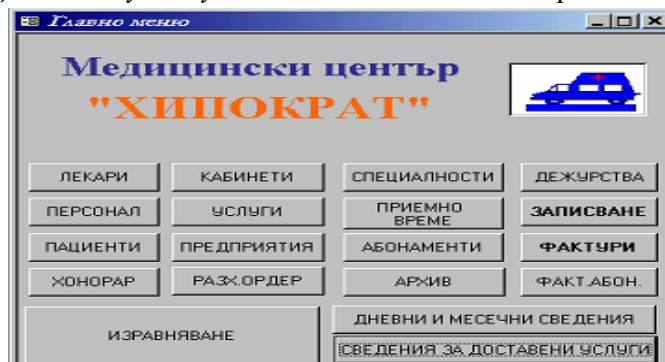 Главно меню
Медицински център
"ХИПОКРАТ"
ЛЕКАРИ КАБИНЕТИ СПЕЦИАЛНОСТИ ДЕЖУРСТВА
ПЕРСОНАЛ УСЛУГИ ПРИЕМНО ВРЕМЕ ЗАПИСВАНЕ
ПАЦИЕНТИ ПРЕДПРИЯТИЯ АБОНАМЕНТИ ФАКТУРИ
ХОНОРАР РАЗХ.ОРДЕР АРХИВ ФАКТ.АБОН.
ИЗРАВНЯВАНЕ
ДНЕВНИ И МЕСЕЧНИ СВЕДЕНИЯ
СВЕДЕНИЯ ЗА ДОСТАВЕНИ УСЛУГИ